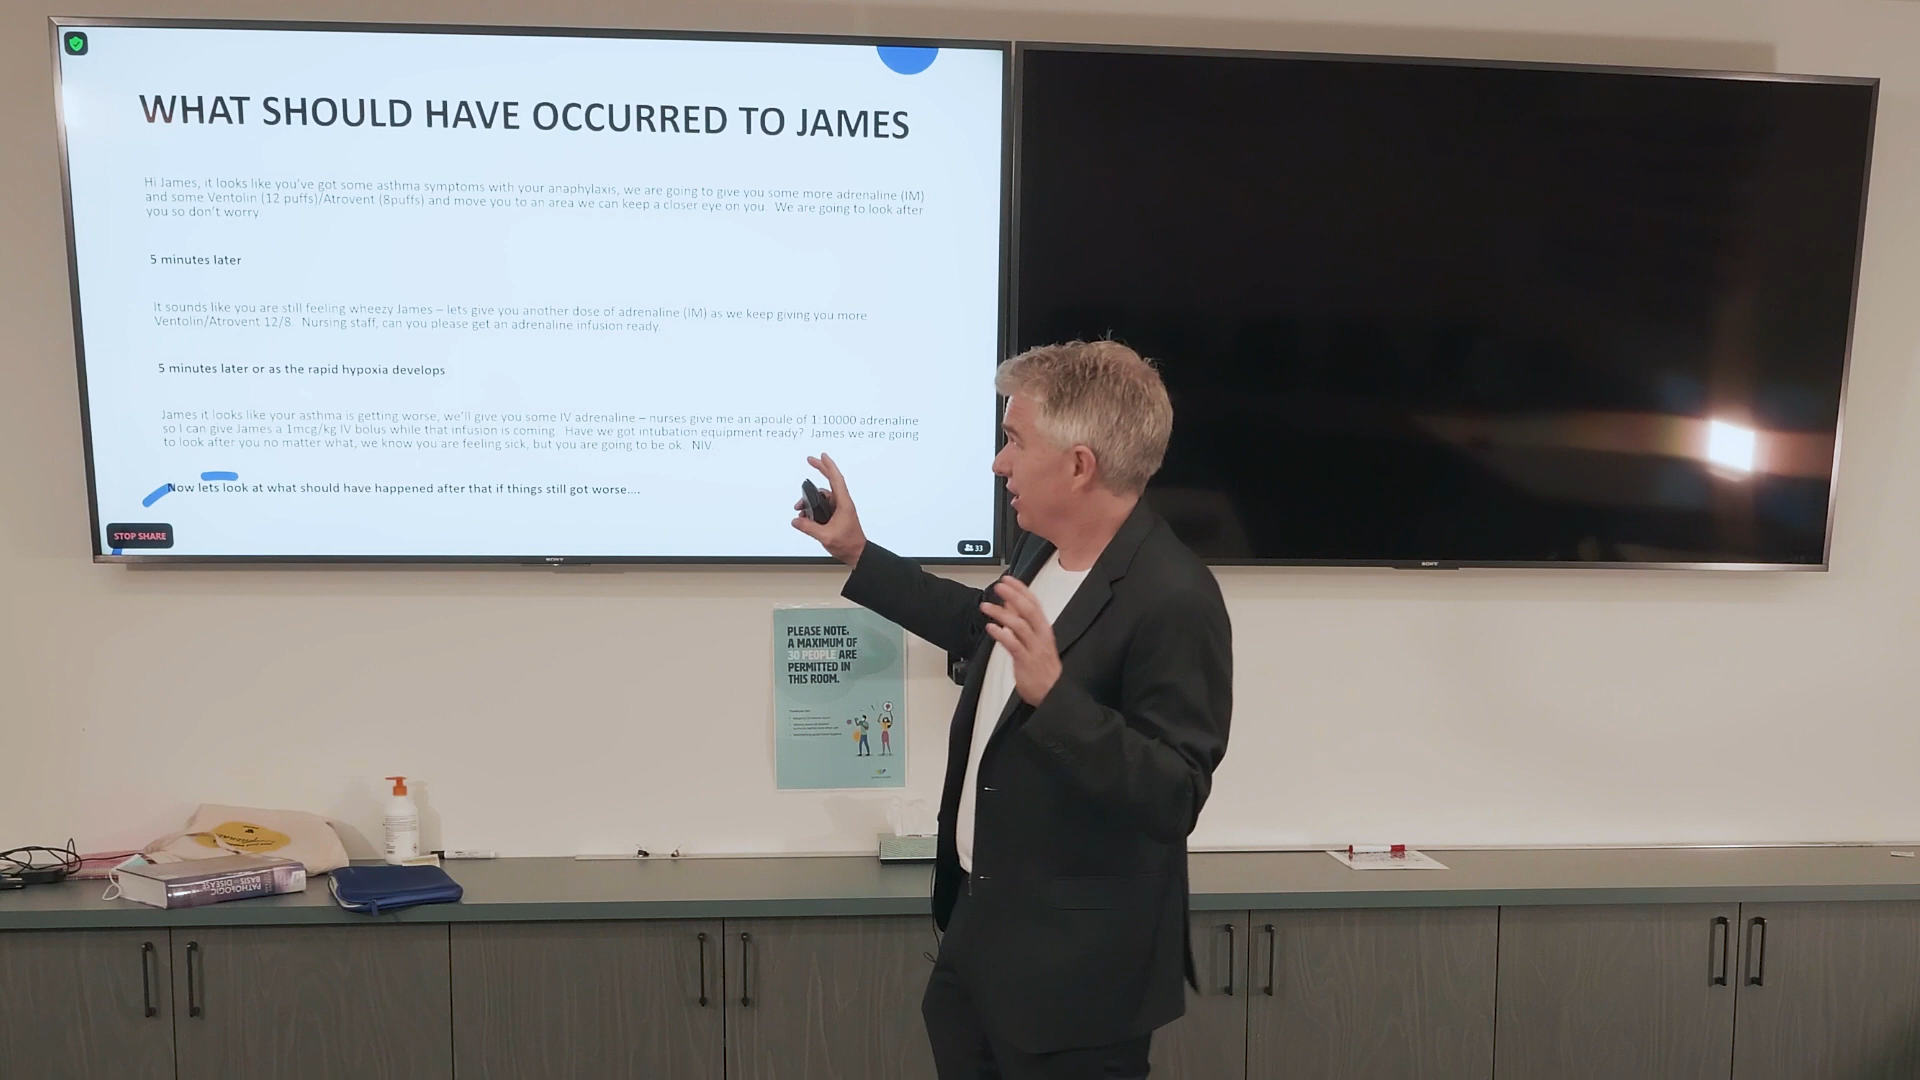 WHAT SHOULD HAVE OCCURRED TO JAMES
Hi James, it looks like you've got some asthma symptoms with your anaphylaxis, we are going to give you some more adrenaline (IM)
and some Ventolin (12 puffs)/Atrovent (8puffs) and move you to an area we can keep a closer eye on you. We are going to look after
you so don't worry.
5 minutes later
It sounds like you are still feeling wheezy James – lets give you another dose of adrenaline (IM) as we keep giving you more
Ventolin/Atrovent 12/8. Nursing staff, can you please get an adrenaline infusion ready.
5 minutes later or as the rapid hypoxia develops
James it looks like your asthma is getting worse, we'll give you some IV adrenaline – nurses give me an apoule of 1:10000 adrenaline
so I can give James a 1mcg/kg IV bolus while that infusion is coming. Have we got intubation equipment ready? James we are going
to look after you no matter what, we know you are feeling sick, but you are going to be ok. NIV.
Now lets look at what should have happened after that if things still got worse....
STOP SHARE
33
SONY
SONY
PLEASE NOTE,
A MAXIMUM OF
30 PEOPLE ARE
PERMITTED IN
THIS ROOM.
PATHOLOGIC
BASIS OF DISEASE